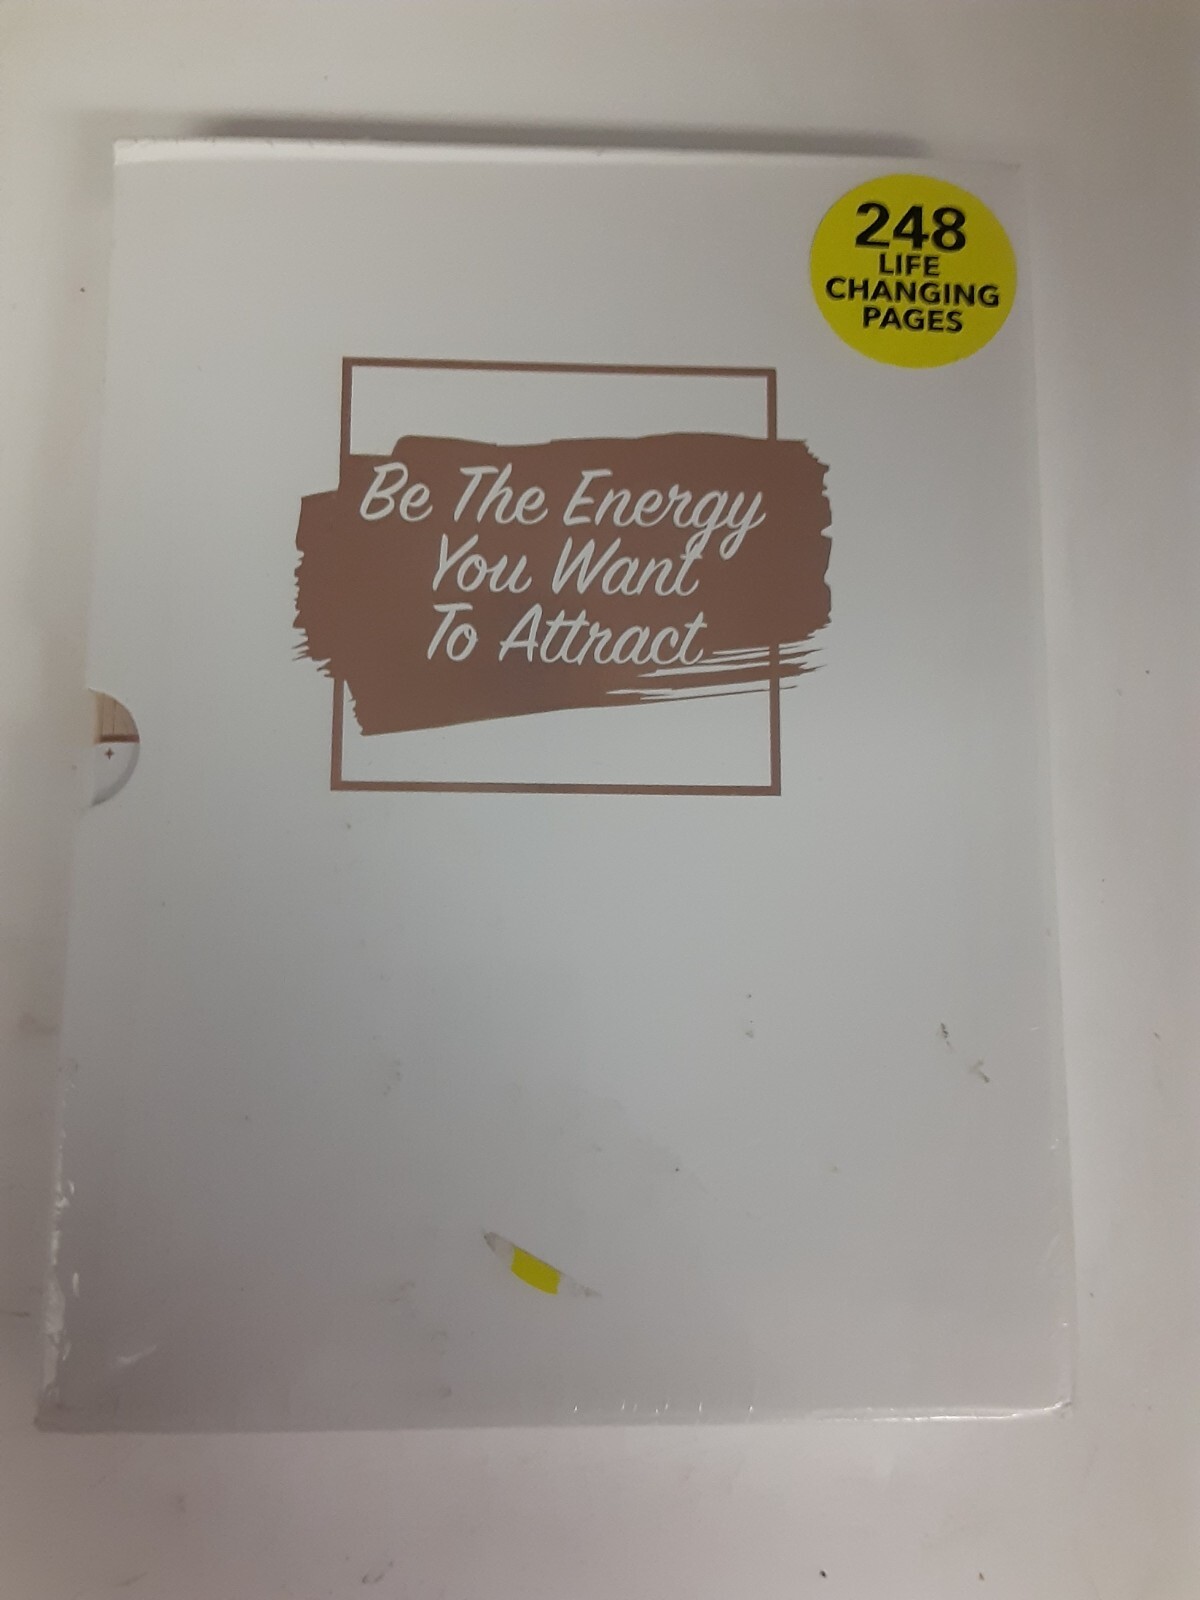 248
LIFE
CHANGING
PAGES
Be The Energy
You Want
To Attract